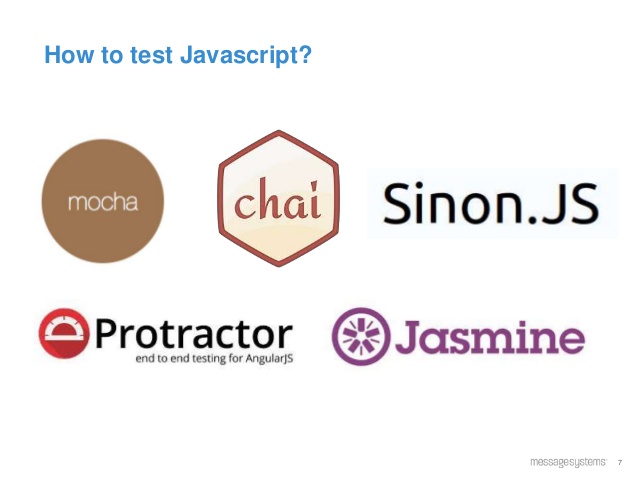 How to test Javascript?
mocha
chai
Sinon.JS
Protractor
end to end testing for AngularJS
Jasmine
messagesystems
7